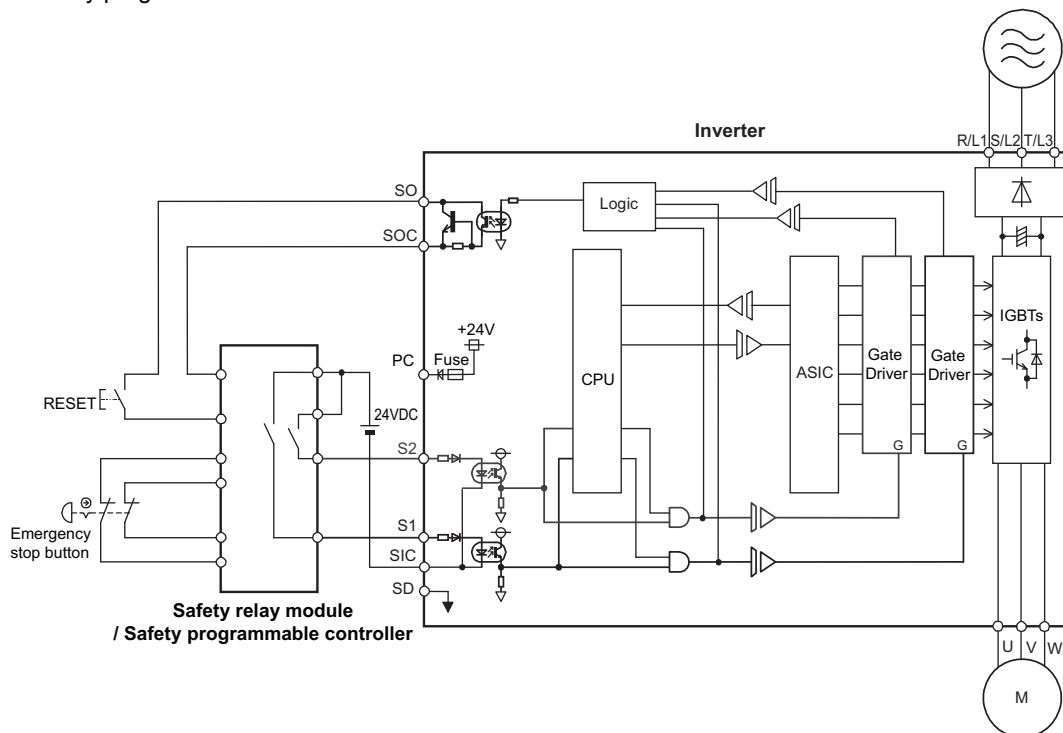 Inverter
R/L1 S/L2 T/L3
SO
Logic
SOC
+24V
PC
Fuse
IGBTs
CPU
ASIC
Gate
Driver
Gate
Driver
RESET
24VDC
S2
G
G
Emergency
stop button
S1
SIC
SD
Safety relay module
/ Safety programmable controller
U V W
M